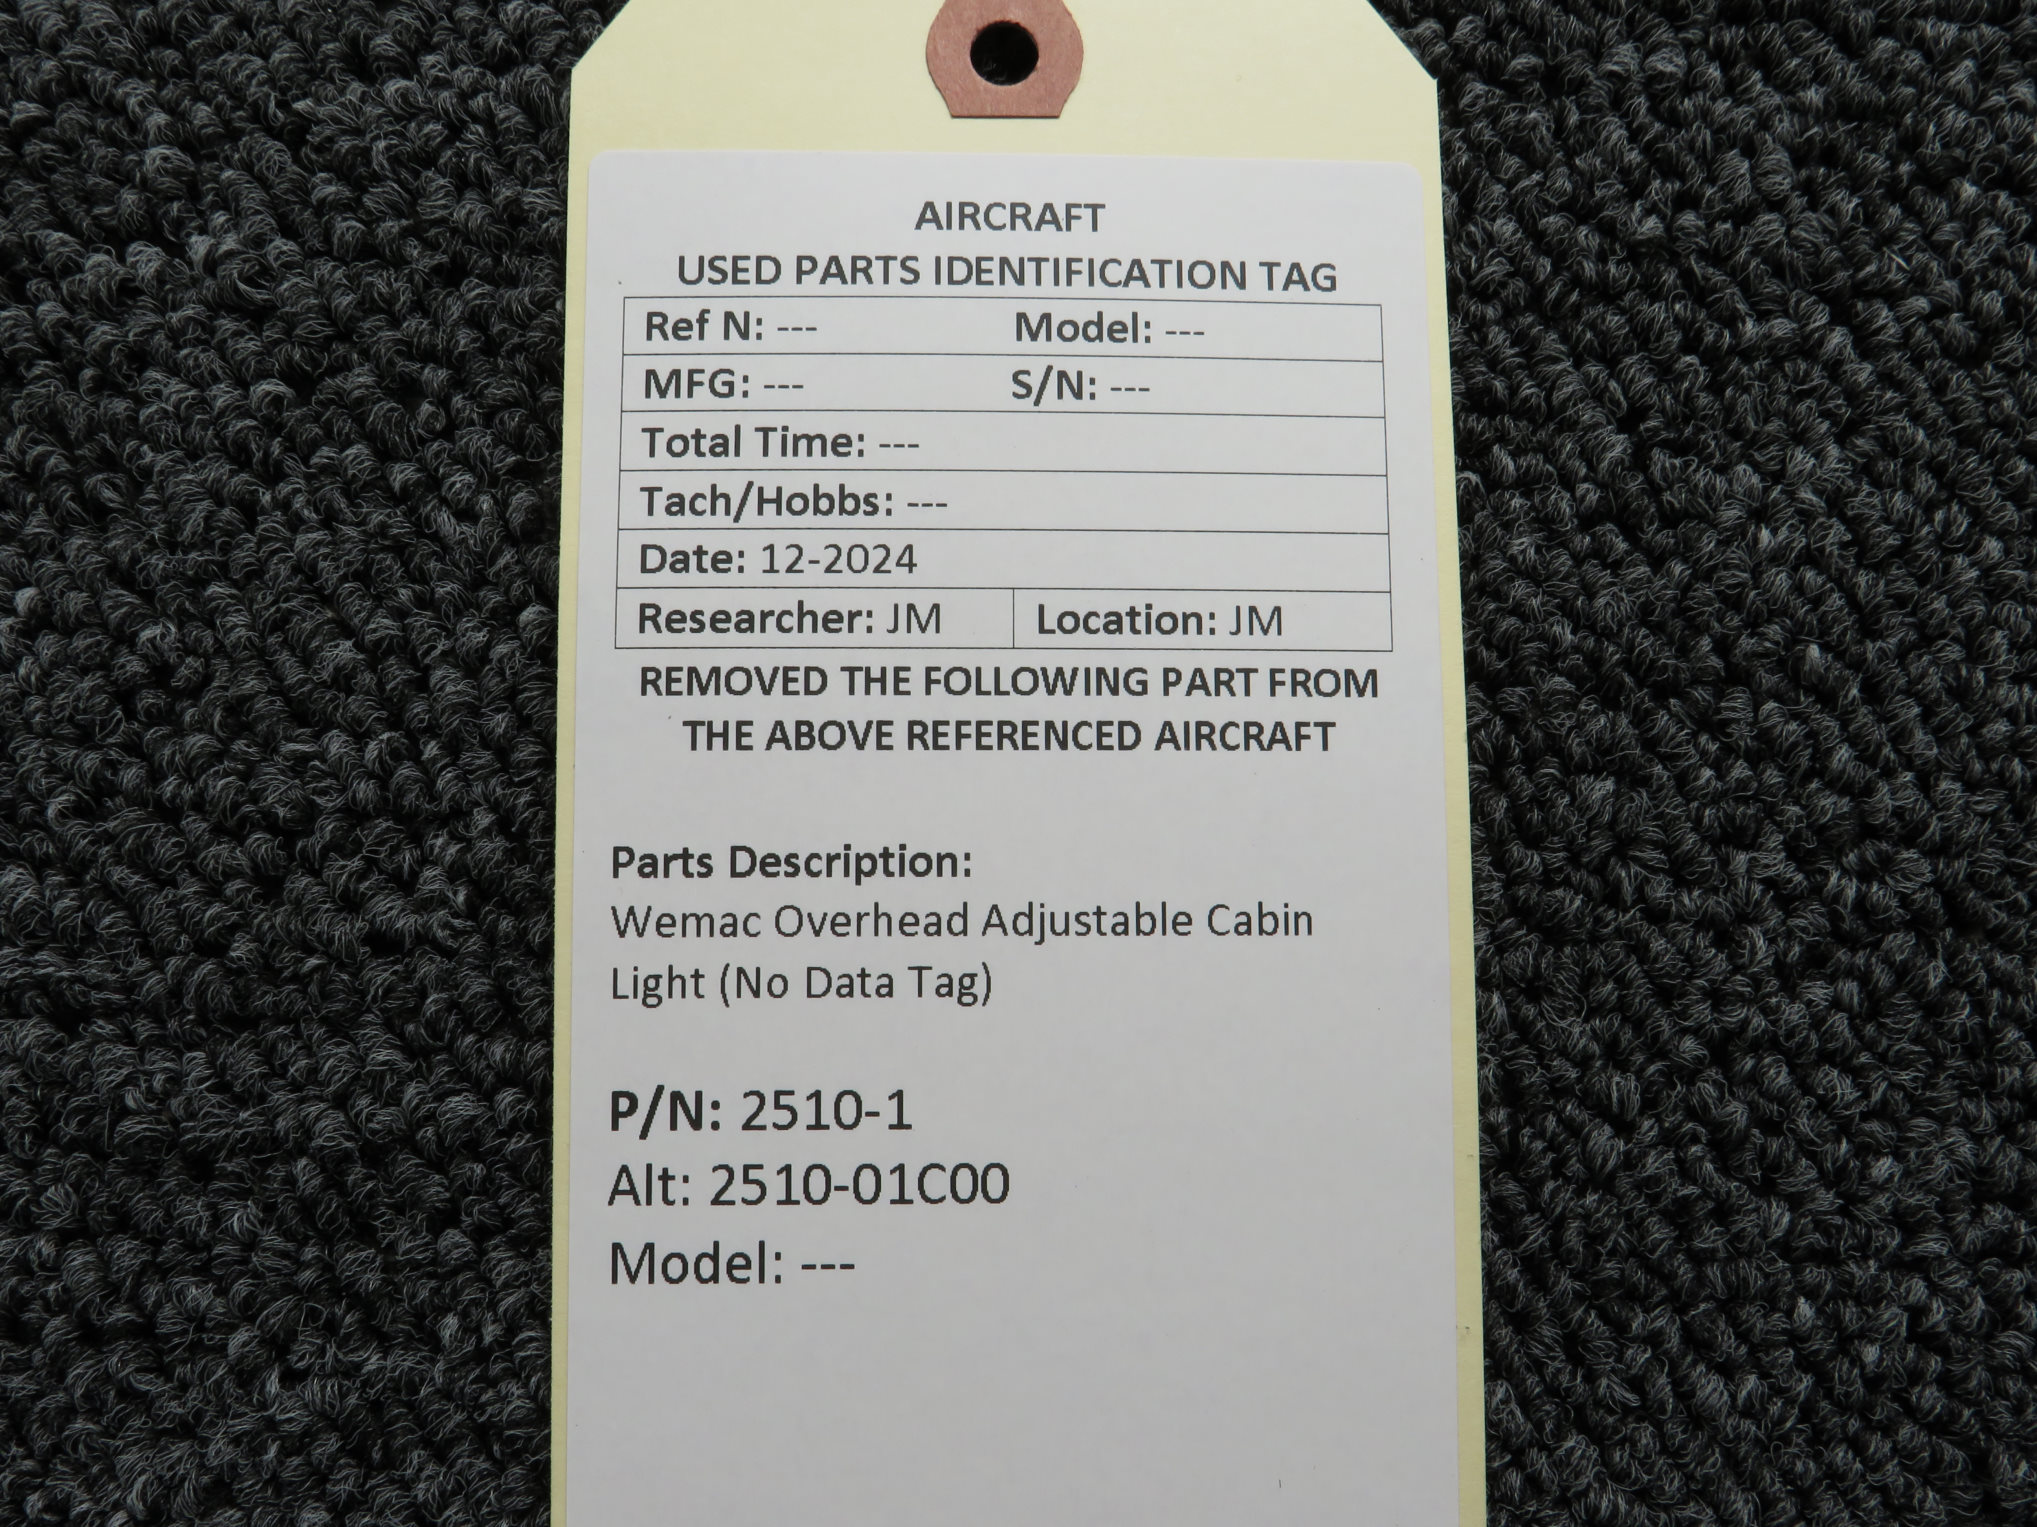 AIRCRAFT
USED PARTS IDENTIFICATION TAG
Ref N: --- Model: ---
MFG: --- S/N: ---
Total Time: ---
Tach/Hobbs: ---
Date: 12-2024
Researcher: JM Location: JM
REMOVED THE FOLLOWING PART FROM
THE ABOVE REFERENCED AIRCRAFT
Parts Description:
Wemac Overhead Adjustable Cabin
Light (No Data Tag)
P/N: 2510-1
Alt: 2510-01C00
Model: ---